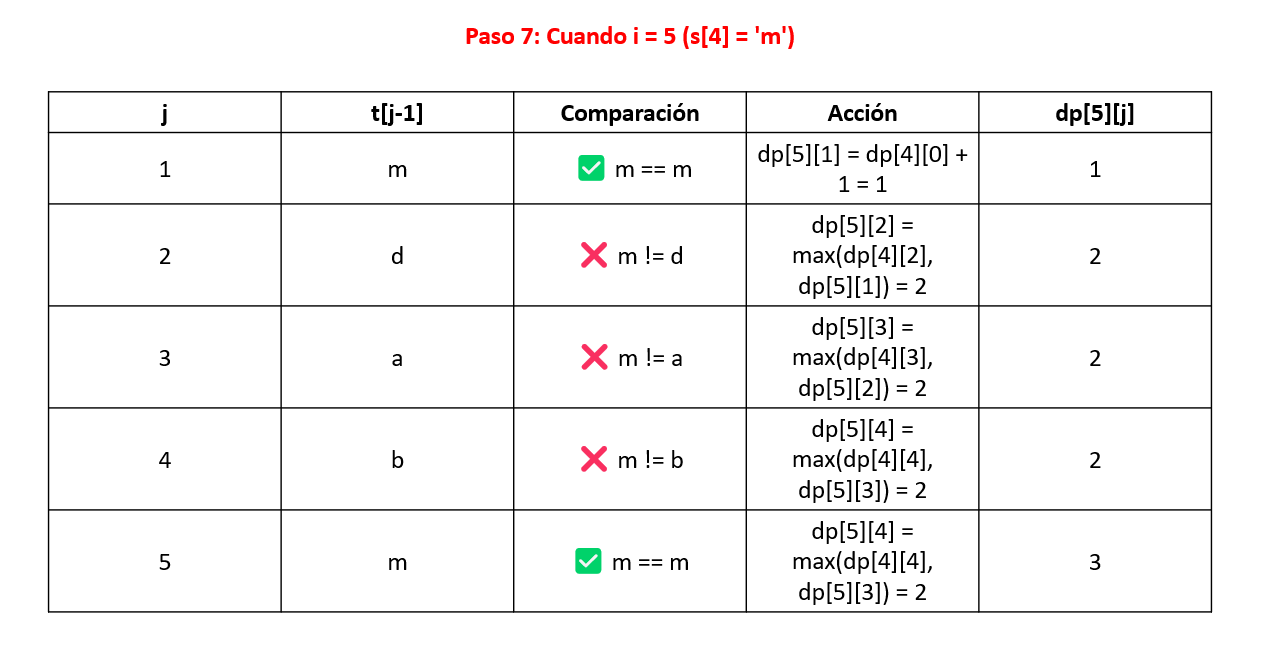 Paso 7: Cuando i = 5 (s[4] = 'm')
j t[j-1] Comparación Acción dp[5][j]
1 m ✅ m == m dp[5][1] = dp[4][0] +
1 = 1 1
2 d ❌ m != d dp[5][2] =
max(dp[4][2],
dp[5][1]) = 2 2
3 a ❌ m != a dp[5][3] =
max(dp[4][3],
dp[5][2]) = 2 2
4 b ❌ m != b dp[5][4] =
max(dp[4][4],
dp[5][3]) = 2 2
5 m ✅ m == m dp[5][4] =
max(dp[4][4],
dp[5][3]) = 2 3